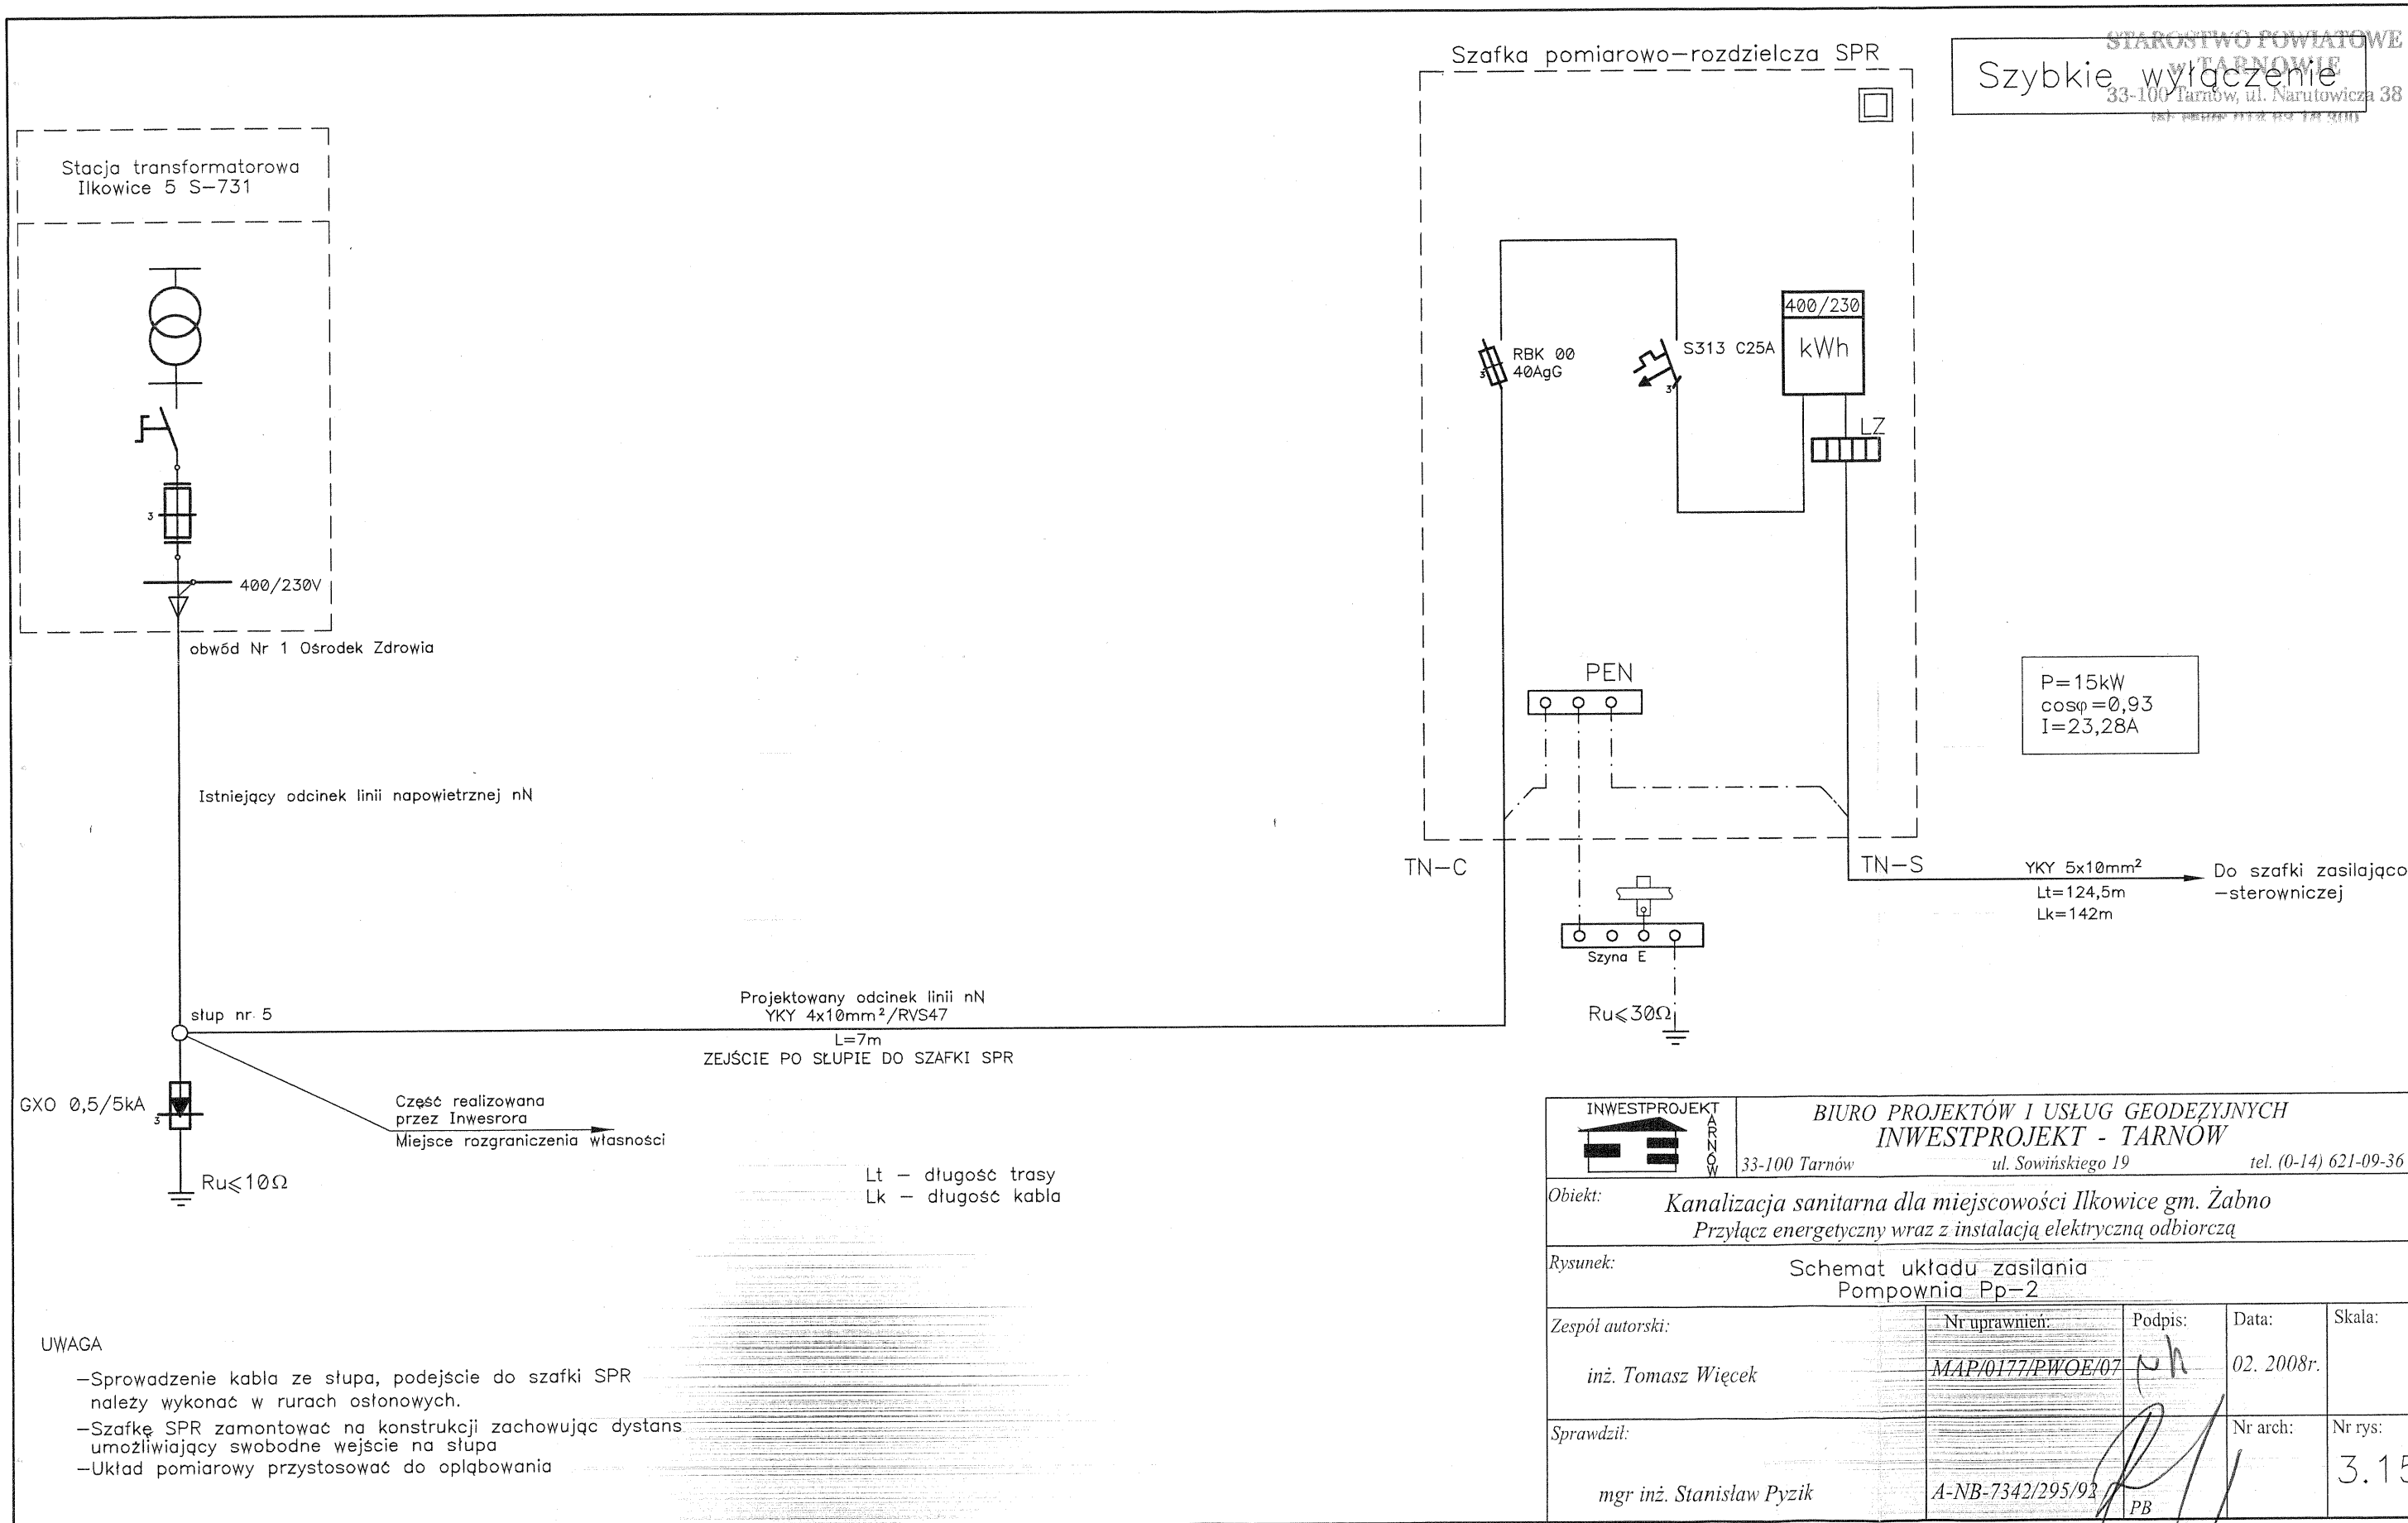 Szafka pomiarowo-rozdzielcza SPR
STAROSTWO POWIATOWE
w TARNOWIE
33-100 Tarnów, ul. Narutowicza 38
Szybkie wyłączenie
Stacja transformatorowa
Ilkowice 5 S-731
3
400/230V
obwód Nr 1 Ośrodek Zdrowia
Istniejący odcinek linii napowietrznej nN
słup nr 5
GXO 0,5/5kA
3
Ru≤10Ω
Część realizowana
przez Inwesrora
Miejsce rozgraniczenia własności
Projektowany odcinek linii nN
YKY 4x10mm²/RVS47
L=7m
ZEJŚCIE PO SŁUPIE DO SZAFKI SPR
Lt – długość trasy
Lk – długość kabla
RBK 00
40AgG
3
S313 C25A
3
400/230
kWh
LZ
PEN
TN-C
TN-S
Szyna E
Ru≤30Ω
P=15kW
cosφ=0,93
I=23,28A
YKY 5x10mm²
Lt=124,5m
Lk=142m
Do szafki zasilająco
-sterowniczej
UWAGA
-Sprowadzenie kabla ze słupa, podejście do szafki SPR
należy wykonać w rurach osłonowych.
-Szafkę SPR zamontować na konstrukcji zachowując dystans
umożliwiający swobodne wejście na słupa
-Układ pomiarowy przystosować do opląbowania
INWESTPROJEKT
TARNÓW
BIURO PROJEKTÓW I USŁUG GEODEZYJNYCH
INWESTPROJEKT - TARNÓW
33-100 Tarnów ul. Sowińskiego 19 tel. (0-14) 621-09-36
Obiekt:
Kanalizacja sanitarna dla miejscowości Ilkowice gm. Żabno
Przyłącz energetyczny wraz z instalacją elektryczną odbiorczą
Rysunek:
Schemat układu zasilania
Pompownia Pp-2
Zespół autorski:
Nr uprawnień:
Podpis:
Data:
Skala:
inż. Tomasz Więcek
MAP/0177/PWOE/07
02. 2008r.
Sprawdził:
Nr arch:
Nr rys:
3.15
mgr inż. Stanisław Pyzik
A-NB-7342/295/92
PB